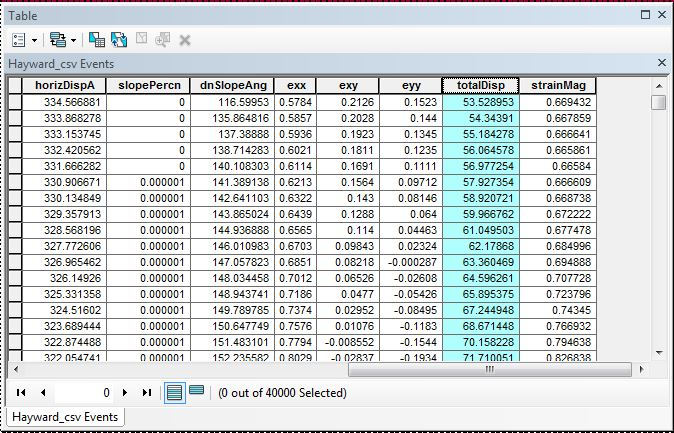 Table
Hayward_csv Events
horizDispA slopePercn dnSlopeAng exx exy eyy totalDisp strainMag
334.566881 0 116.59953 0.5784 0.2126 0.1523 53.528953 0.669432
333.868278 0 135.864816 0.5857 0.2028 0.144 54.34391 0.667859
333.153745 0 137.38888 0.5936 0.1923 0.1345 55.184278 0.666641
332.420562 0 138.714283 0.6021 0.1811 0.1235 56.064578 0.665861
331.666282 0 140.108303 0.6114 0.1691 0.1111 56.977254 0.66584
330.906671 0.000001 141.389138 0.6213 0.1564 0.09712 57.927354 0.666609
330.134849 0.000001 142.641103 0.6322 0.143 0.08146 58.920721 0.668738
329.357913 0.000001 143.865024 0.6439 0.1288 0.064 59.966762 0.672222
328.568196 0.000001 144.936888 0.6565 0.114 0.04463 61.049503 0.677478
327.772606 0.000001 146.010983 0.6703 0.09843 0.02324 62.17868 0.684996
326.965462 0.000001 147.057823 0.6851 0.08218 -0.000287 63.360469 0.694888
326.14926 0.000001 148.034458 0.7012 0.06526 -0.02608 64.596261 0.707728
325.331358 0.000001 148.943741 0.7186 0.0477 -0.05426 65.895375 0.723796
324.51602 0.000001 149.789785 0.7374 0.02952 -0.08495 67.244948 0.74345
323.689444 0.000001 150.647749 0.7576 0.01076 -0.1183 68.671448 0.766932
322.874488 0.000001 151.483101 0.7794 -0.008552 -0.1544 70.158228 0.794638
322.054741 0.000001 152.235582 0.8029 -0.02837 -0.1934 71.710051 0.826838
0 (0 out of 40000 Selected)
Hayward_csv Events